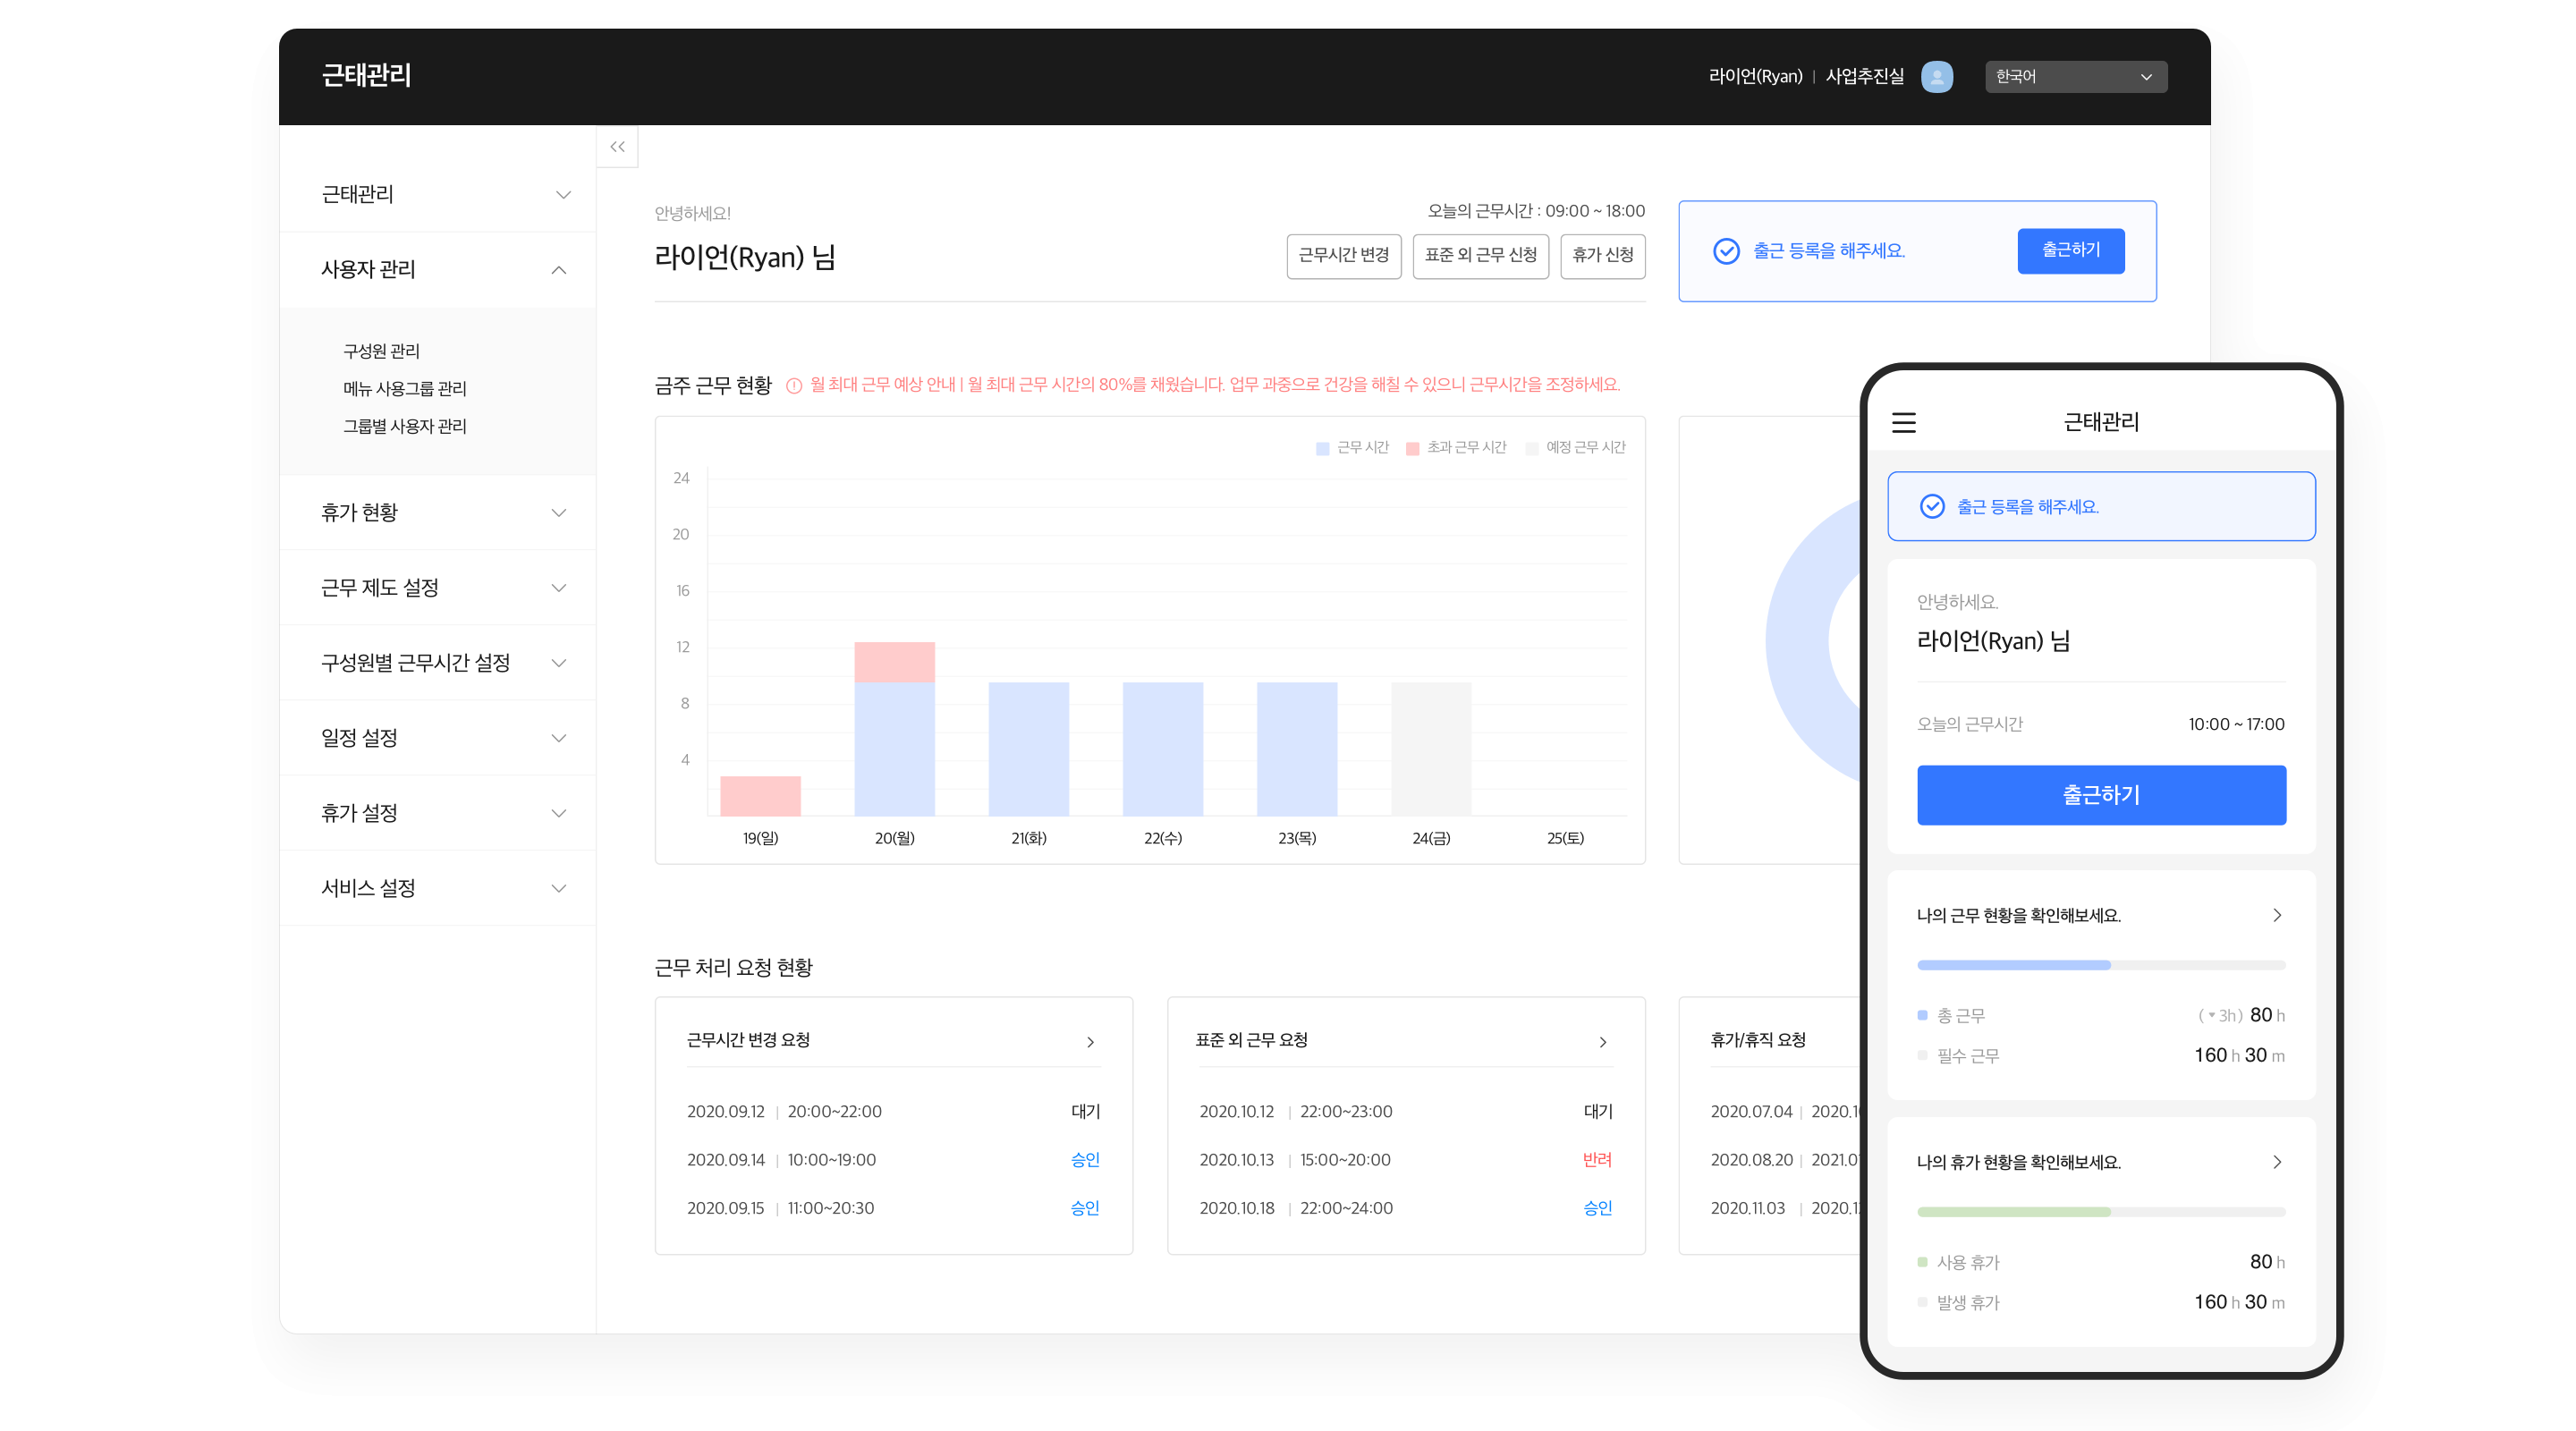 근태관리
라이언(Ryan) | 사업추진실
한국어
근태관리
사용자 관리
구성원 관리
메뉴 사용그룹 관리
그룹별 사용자 관리
휴가 현황
근무 제도 설정
구성원별 근무시간 설정
일정 설정
휴가 설정
서비스 설정
안녕하세요!
라이언(Ryan) 님
오늘의 근무시간 : 09:00 ~ 18:00
근무시간 변경
표준 외 근무 신청
휴가 신청
출근 등록을 해주세요.
출근하기
금주 근무 현황
월 최대 근무 예상 안내 | 월 최대 근무 시간의 80%를 채웠습니다. 업무 과중으로 건강을 해칠 수 있으니 근무시간을 조정하세요.
근무 시간
초과 근무 시간
예정 근무 시간
24
20
16
12
8
4
19(일)
20(월)
21(화)
22(수)
23(목)
24(금)
25(토)
근무 처리 요청 현황
근무시간 변경 요청
2020.09.12 | 20:00~22:00 대기
2020.09.14 | 10:00~19:00 승인
2020.09.15 | 11:00~20:30 승인
표준 외 근무 요청
2020.10.12 | 22:00~23:00 대기
2020.10.13 | 15:00~20:00 반려
2020.10.18 | 22:00~24:00 승인
휴가/휴직 요청
2020.07.04 | 2020.1
2020.08.20 | 2021.0
2020.11.03 | 2020.1
근태관리
출근 등록을 해주세요.
안녕하세요.
라이언(Ryan) 님
오늘의 근무시간 10:00 ~ 17:00
출근하기
나의 근무 현황을 확인해보세요.
총 근무 (▼3h) 80 h
필수 근무 160 h 30 m
나의 휴가 현황을 확인해보세요.
사용 휴가 80 h
발생 휴가 160 h 30 m